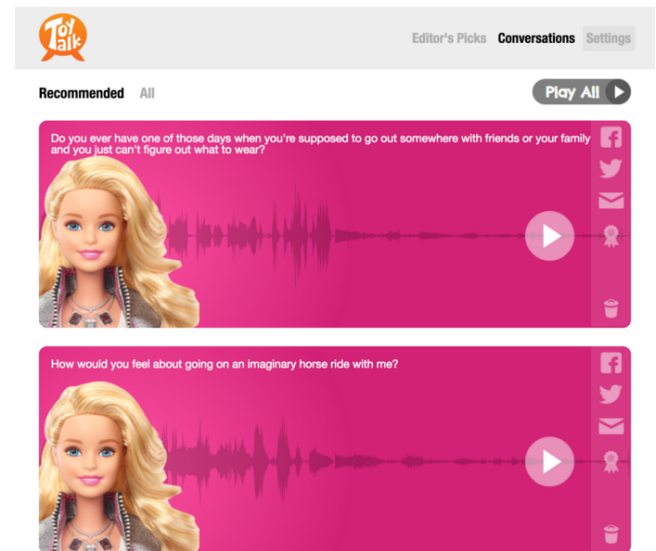 Toy Talk
Editor's Picks Conversations Settings
Recommended All
Play All
Do you ever have one of those days when you're supposed to go out somewhere with friends or your family
and you just can't figure out what to wear?
How would you feel about going on an imaginary horse ride with me?